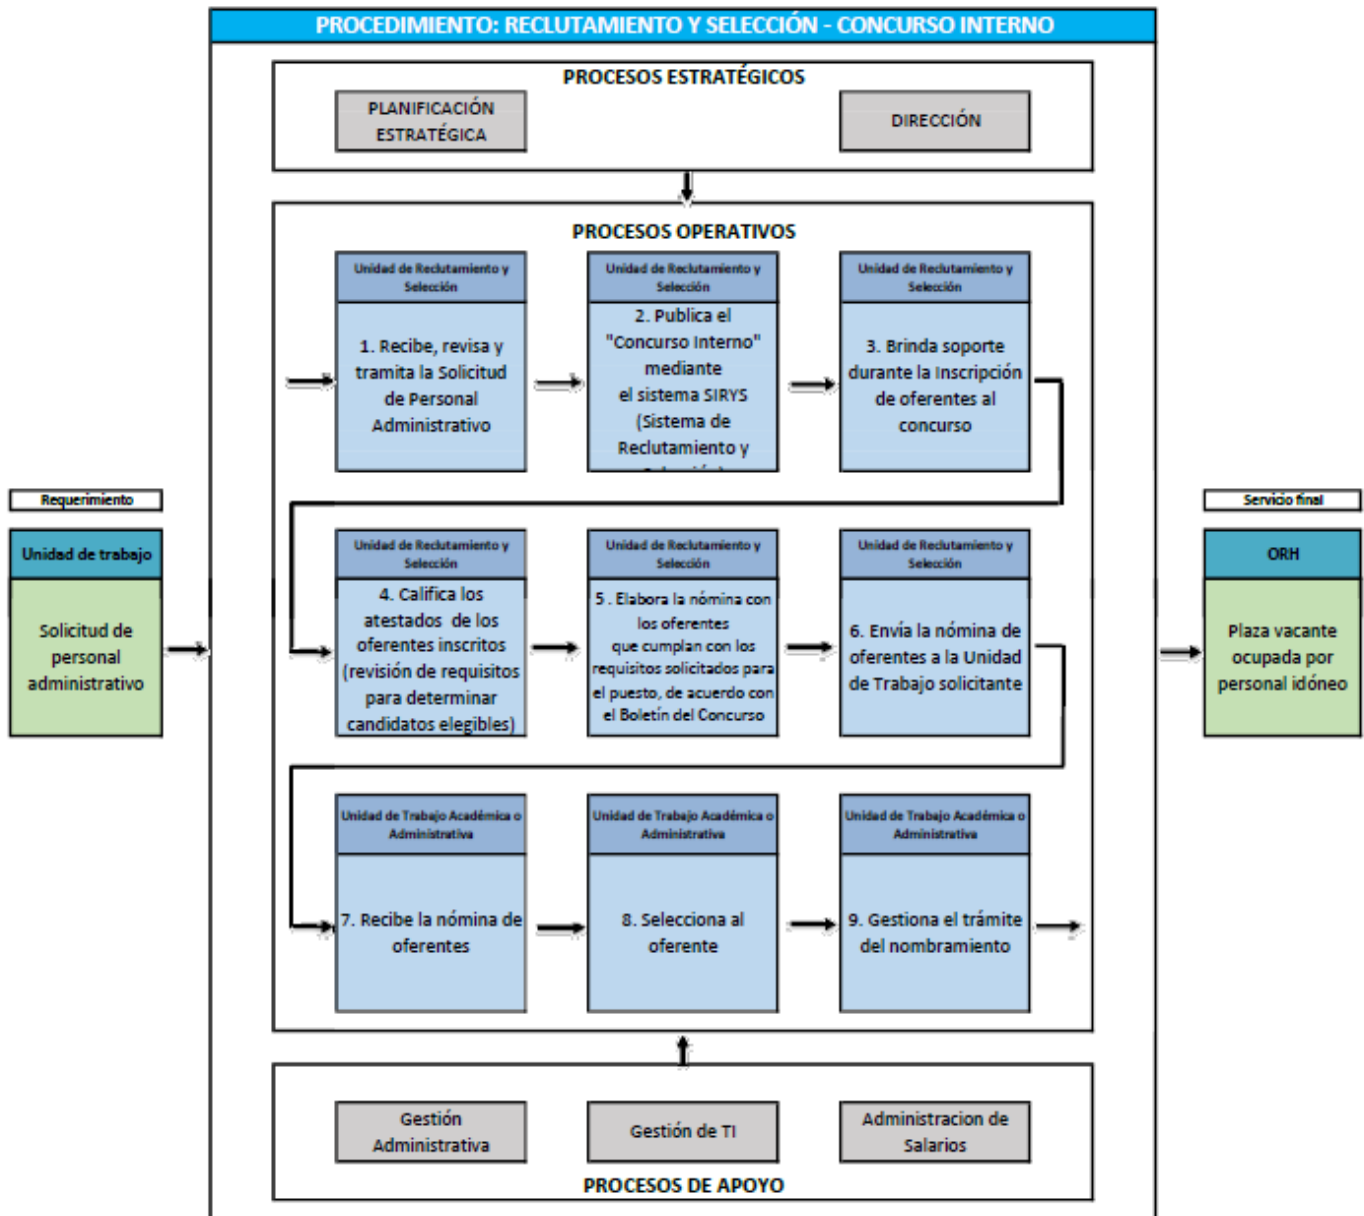 PROCEDIMIENTO: RECLUTAMIENTO Y SELECCIÓN - CONCURSO INTERNO
PROCESOS ESTRATÉGICOS
PLANIFICACIÓN
ESTRATÉGICA
DIRECCIÓN
PROCESOS OPERATIVOS
Unidad de Reclutamiento y
Selección
1. Recibe, revisa y
tramita la Solicitud
de Personal
Administrativo
Unidad de Reclutamiento y
Selección
2. Publica el
"Concurso Interno"
mediante
el sistema SIRYS
(Sistema de
Reclutamiento y
Unidad de Reclutamiento y
Selección
3. Brinda soporte
durante la Inscripción
de oferentes al
concurso
Requerimiento
Unidad de trabajo
Solicitud de
personal
administrativo
Unidad de Reclutamiento y
Selección
4. Califica los
atestados de los
oferentes inscritos
(revisión de requisitos
para determinar
candidatos elegibles)
Unidad de Reclutamiento y
Selección
5 . Elabora la nómina con
los oferentes
que cumplan con los
requisitos solicitados para
el puesto, de acuerdo con
el Boletín del Concurso
Unidad de Reclutamiento y
Selección
6. Envía la nómina de
oferentes a la Unidad
de Trabajo solicitante
Servicio final
ORH
Plaza vacante
ocupada por
personal idóneo
Unidad de Trabajo Académica o
Administrativa
7. Recibe la nómina de
oferentes
Unidad de Trabajo Académica o
Administrativa
8. Selecciona al
oferente
Unidad de Trabajo Académica o
Administrativa
9. Gestiona el trámite
del nombramiento
Gestión
Administrativa
Gestión de TI
Administracion de
Salarios
PROCESOS DE APOYO